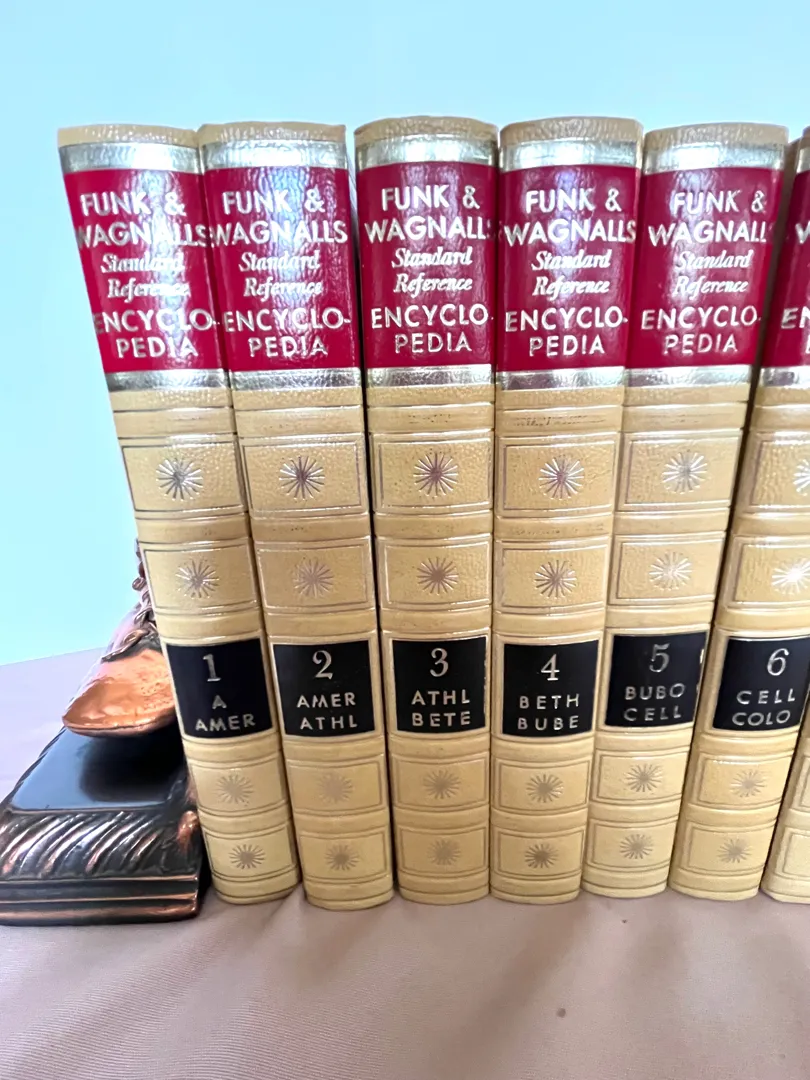 FUNK &
WAGNALLS
Standard
Reference
ENCYCLO-
PEDIA
1
A
AMER
FUNK &
WAGNALLS
Standard
Reference
ENCYCLO-
PEDIA
2
AMER
ATHL
FUNK &
WAGNALLS
Standard
Reference
ENCYCLO-
PEDIA
3
ATHL
BETE
FUNK &
WAGNALLS
Standard
Reference
ENCYCLO-
PEDIA
4
BETH
BUBE
FUNK &
WAGNALLS
Standard
Reference
ENCYCLO-
PEDIA
5
BUBO
CELL
6
CELL
COLO